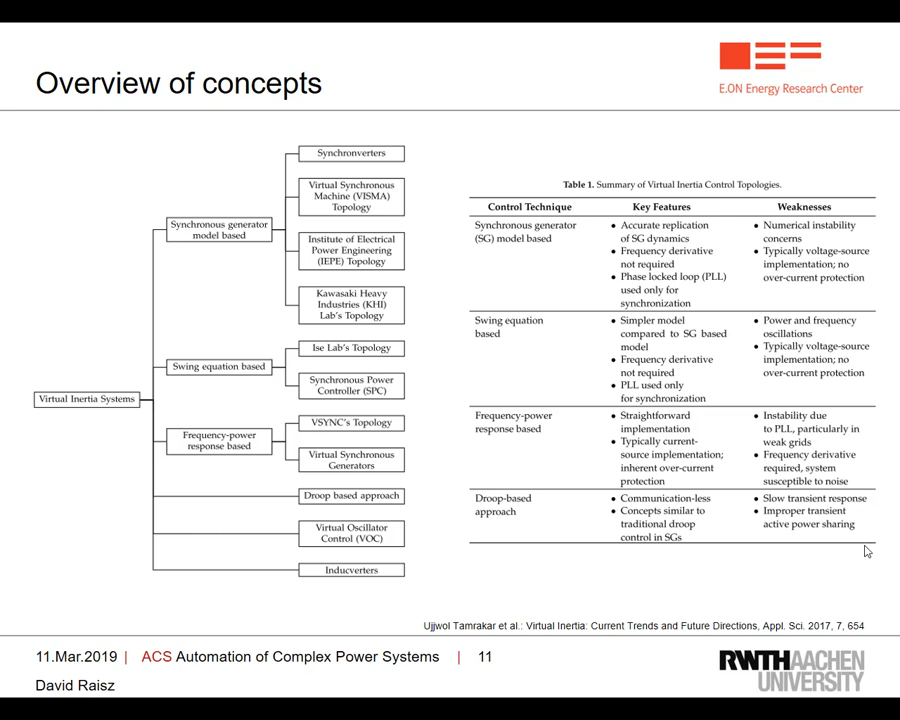 Overview of concepts
E.ON Energy Research Center
Synchronverters
Virtual Synchronous
Machine (VISMA)
Topology
Synchronous generator
model based
Institute of Electrical
Power Engineering
(IEPE) Topology
Kawasaki Heavy
Industries (KHI)
Lab's Topology
Ise Lab's Topology
Swing equation based
Synchronous Power
Controller (SPC)
Virtual Inertia Systems
VSYNC's Topology
Frequency-power
response based
Virtual Synchronous
Generators
Droop based approach
Virtual Oscillator
Control (VOC)
Inducverters
Table 1. Summary of Virtual Inertia Control Topologies.
Control Technique Key Features Weaknesses
Synchronous generator
(SG) model based
• Accurate replication
of SG dynamics
• Frequency derivative
not required
• Phase locked loop (PLL)
used only for
synchronization
• Numerical instability
concerns
• Typically voltage-source
implementation; no
over-current protection
Swing equation
based
• Simpler model
compared to SG based
model
• Frequency derivative
not required
• PLL used only
for synchronization
• Power and frequency
oscillations
• Typically voltage-source
implementation; no
over-current protection
Frequency-power
response based
• Straightforward
implementation
• Typically current-
source implementation;
inherent over-current
protection
• Instability due
to PLL, particularly in
weak grids
• Frequency derivative
required, system
susceptible to noise
Droop-based
approach
• Communication-less
• Concepts similar to
traditional droop
control in SGs
• Slow transient response
• Improper transient
active power sharing
Ujjwol Tamrakar et al.: Virtual Inertia: Current Trends and Future Directions, Appl. Sci. 2017, 7, 654
11.Mar.2019 | ACS Automation of Complex Power Systems | 11
David Raisz
RWTHAACHEN
UNIVERSITY